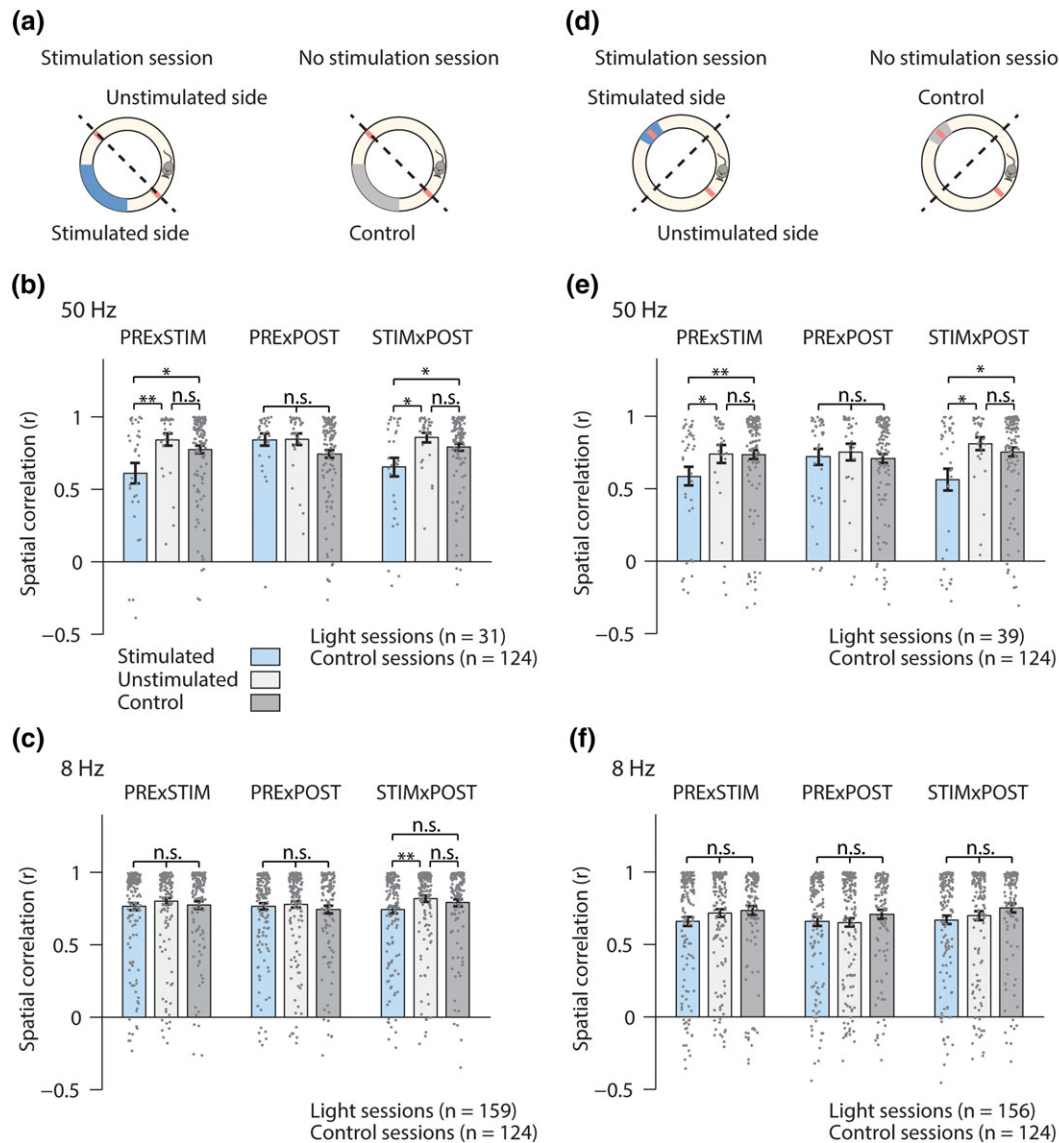 (a)
Stimulation session
No stimulation session
Unstimulated side
Stimulated side
Control
(b)
50 Hz
PRExSTIM
PRExPOST
STIMxPOST
*
**
n.s.
n.s.
*
*
n.s.
Spatial correlation (r)
1
0.5
0
−0.5
Light sessions (n = 31)
Control sessions (n = 124)
Stimulated
Unstimulated
Control
(c)
8 Hz
PRExSTIM
PRExPOST
STIMxPOST
n.s.
n.s.
n.s.
**
n.s.
Spatial correlation (r)
1
0.5
0
−0.5
Light sessions (n = 159)
Control sessions (n = 124)
(d)
Stimulation session
No stimulation sessio
Stimulated side
Control
Unstimulated side
(e)
50 Hz
PRExSTIM
PRExPOST
STIMxPOST
**
*
n.s.
n.s.
*
*
n.s.
Spatial correlation (r)
1
0.5
0
−0.5
Light sessions (n = 39)
Control sessions (n = 124)
(f)
8 Hz
PRExSTIM
PRExPOST
STIMxPOST
n.s.
n.s.
n.s.
Spatial correlation (r)
1
0.5
0
−0.5
Light sessions (n = 156)
Control sessions (n = 124)